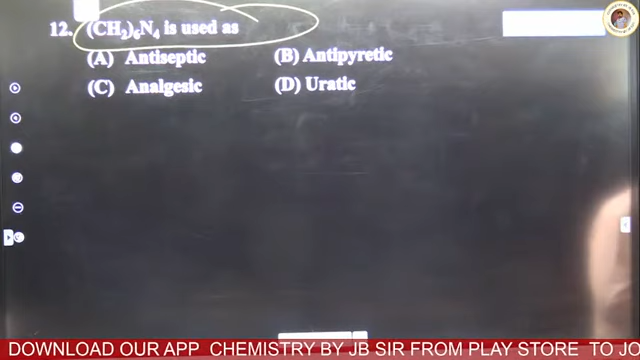 12. (CH₂)₆N₄ is used as
(A) Antiseptic (B) Antipyretic
(C) Analgesic (D) Uratic
DOWNLOAD OUR APP CHEMISTRY BY JB SIR FROM PLAY STORE TO JO